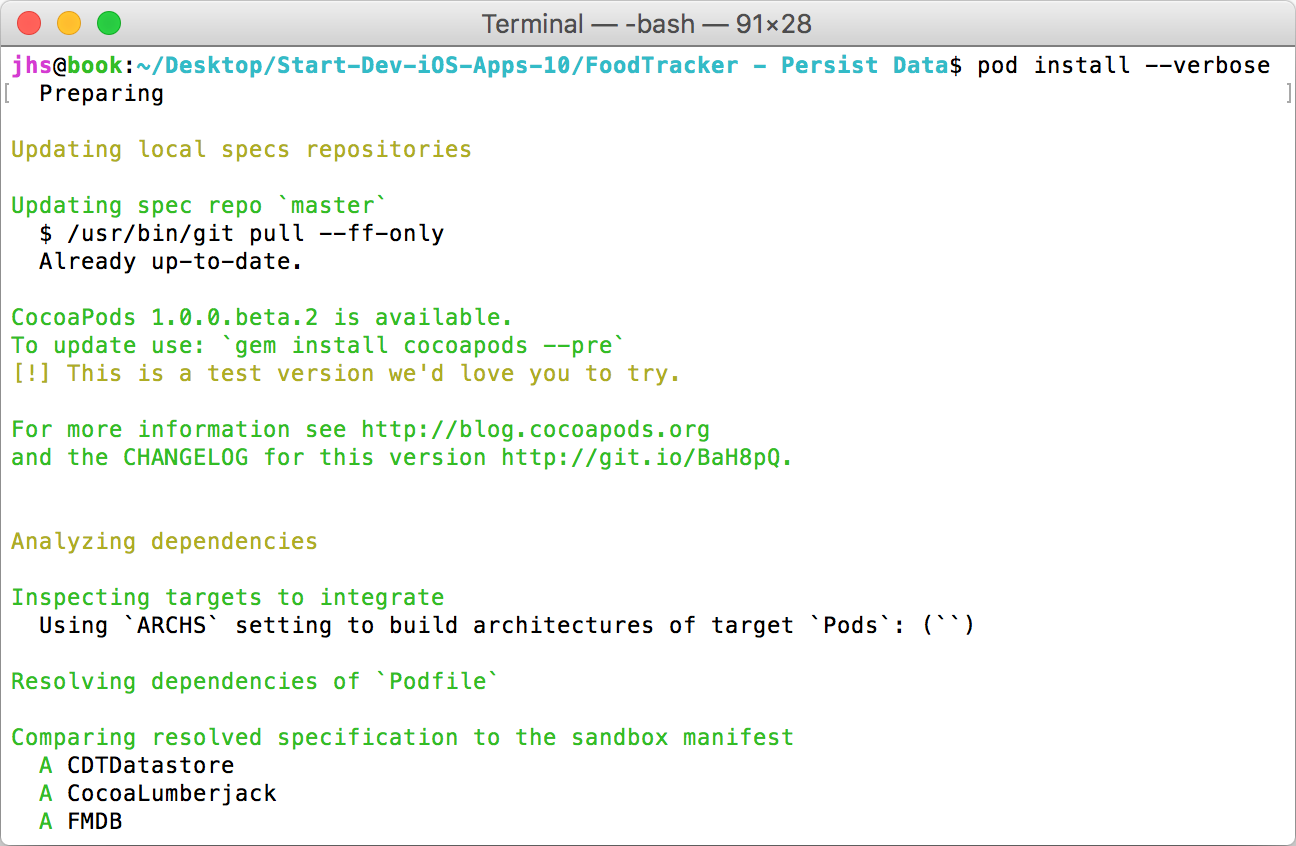 Terminal — -bash — 91×28
jhs@book:~/Desktop/Start-Dev-iOS-Apps-10/FoodTracker - Persist Data$ pod install --verbose
[  Preparing ]
Updating local specs repositories
Updating spec repo `master`
$ /usr/bin/git pull --ff-only
Already up-to-date.
CocoaPods 1.0.0.beta.2 is available.
To update use: `gem install cocoapods --pre`
[!] This is a test version we'd love you to try.
For more information see http://blog.cocoapods.org
and the CHANGELOG for this version http://git.io/BaH8pQ.
Analyzing dependencies
Inspecting targets to integrate
Using `ARCHS` setting to build architectures of target `Pods`: (``)
Resolving dependencies of `Podfile`
Comparing resolved specification to the sandbox manifest
A CDTDatastore
A CocoaLumberjack
A FMDB